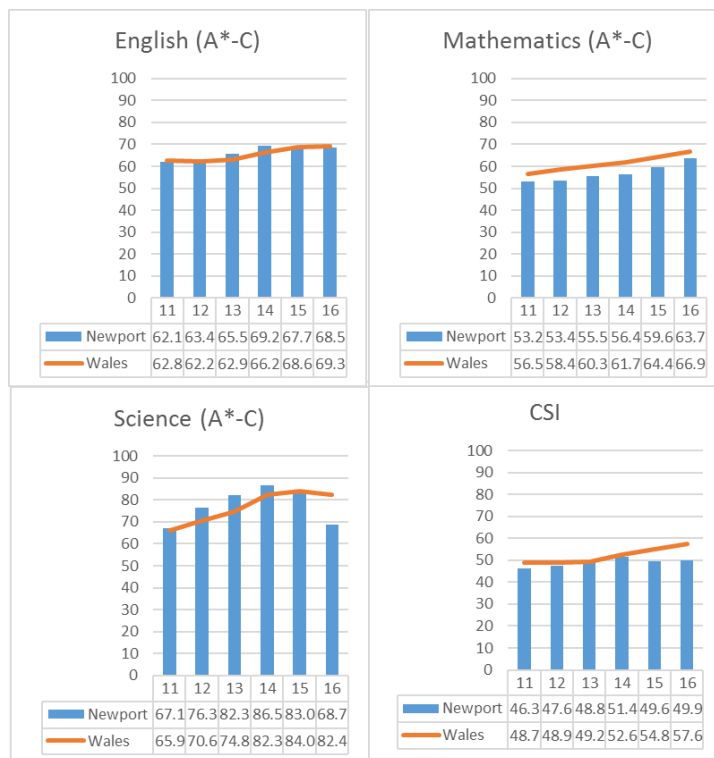 English (A*-C)
100
90
80
70
60
50
40
30
20
10
0
11 12 13 14 15 16
Newport 62.1 63.4 65.5 69.2 67.7 68.5
Wales 62.8 62.2 62.9 66.2 68.6 69.3
Mathematics (A*-C)
100
90
80
70
60
50
40
30
20
10
0
11 12 13 14 15 16
Newport 53.2 53.4 55.5 56.4 59.6 63.7
Wales 56.5 58.4 60.3 61.7 64.4 66.9
Science (A*-C)
100
90
80
70
60
50
40
30
20
10
0
11 12 13 14 15 16
Newport 67.1 76.3 82.3 86.5 83.0 68.7
Wales 65.9 70.6 74.8 82.3 84.0 82.4
CSI
100
90
80
70
60
50
40
30
20
10
0
11 12 13 14 15 16
Newport 46.3 47.6 48.8 51.4 49.6 49.9
Wales 48.7 48.9 49.2 52.6 54.8 57.6